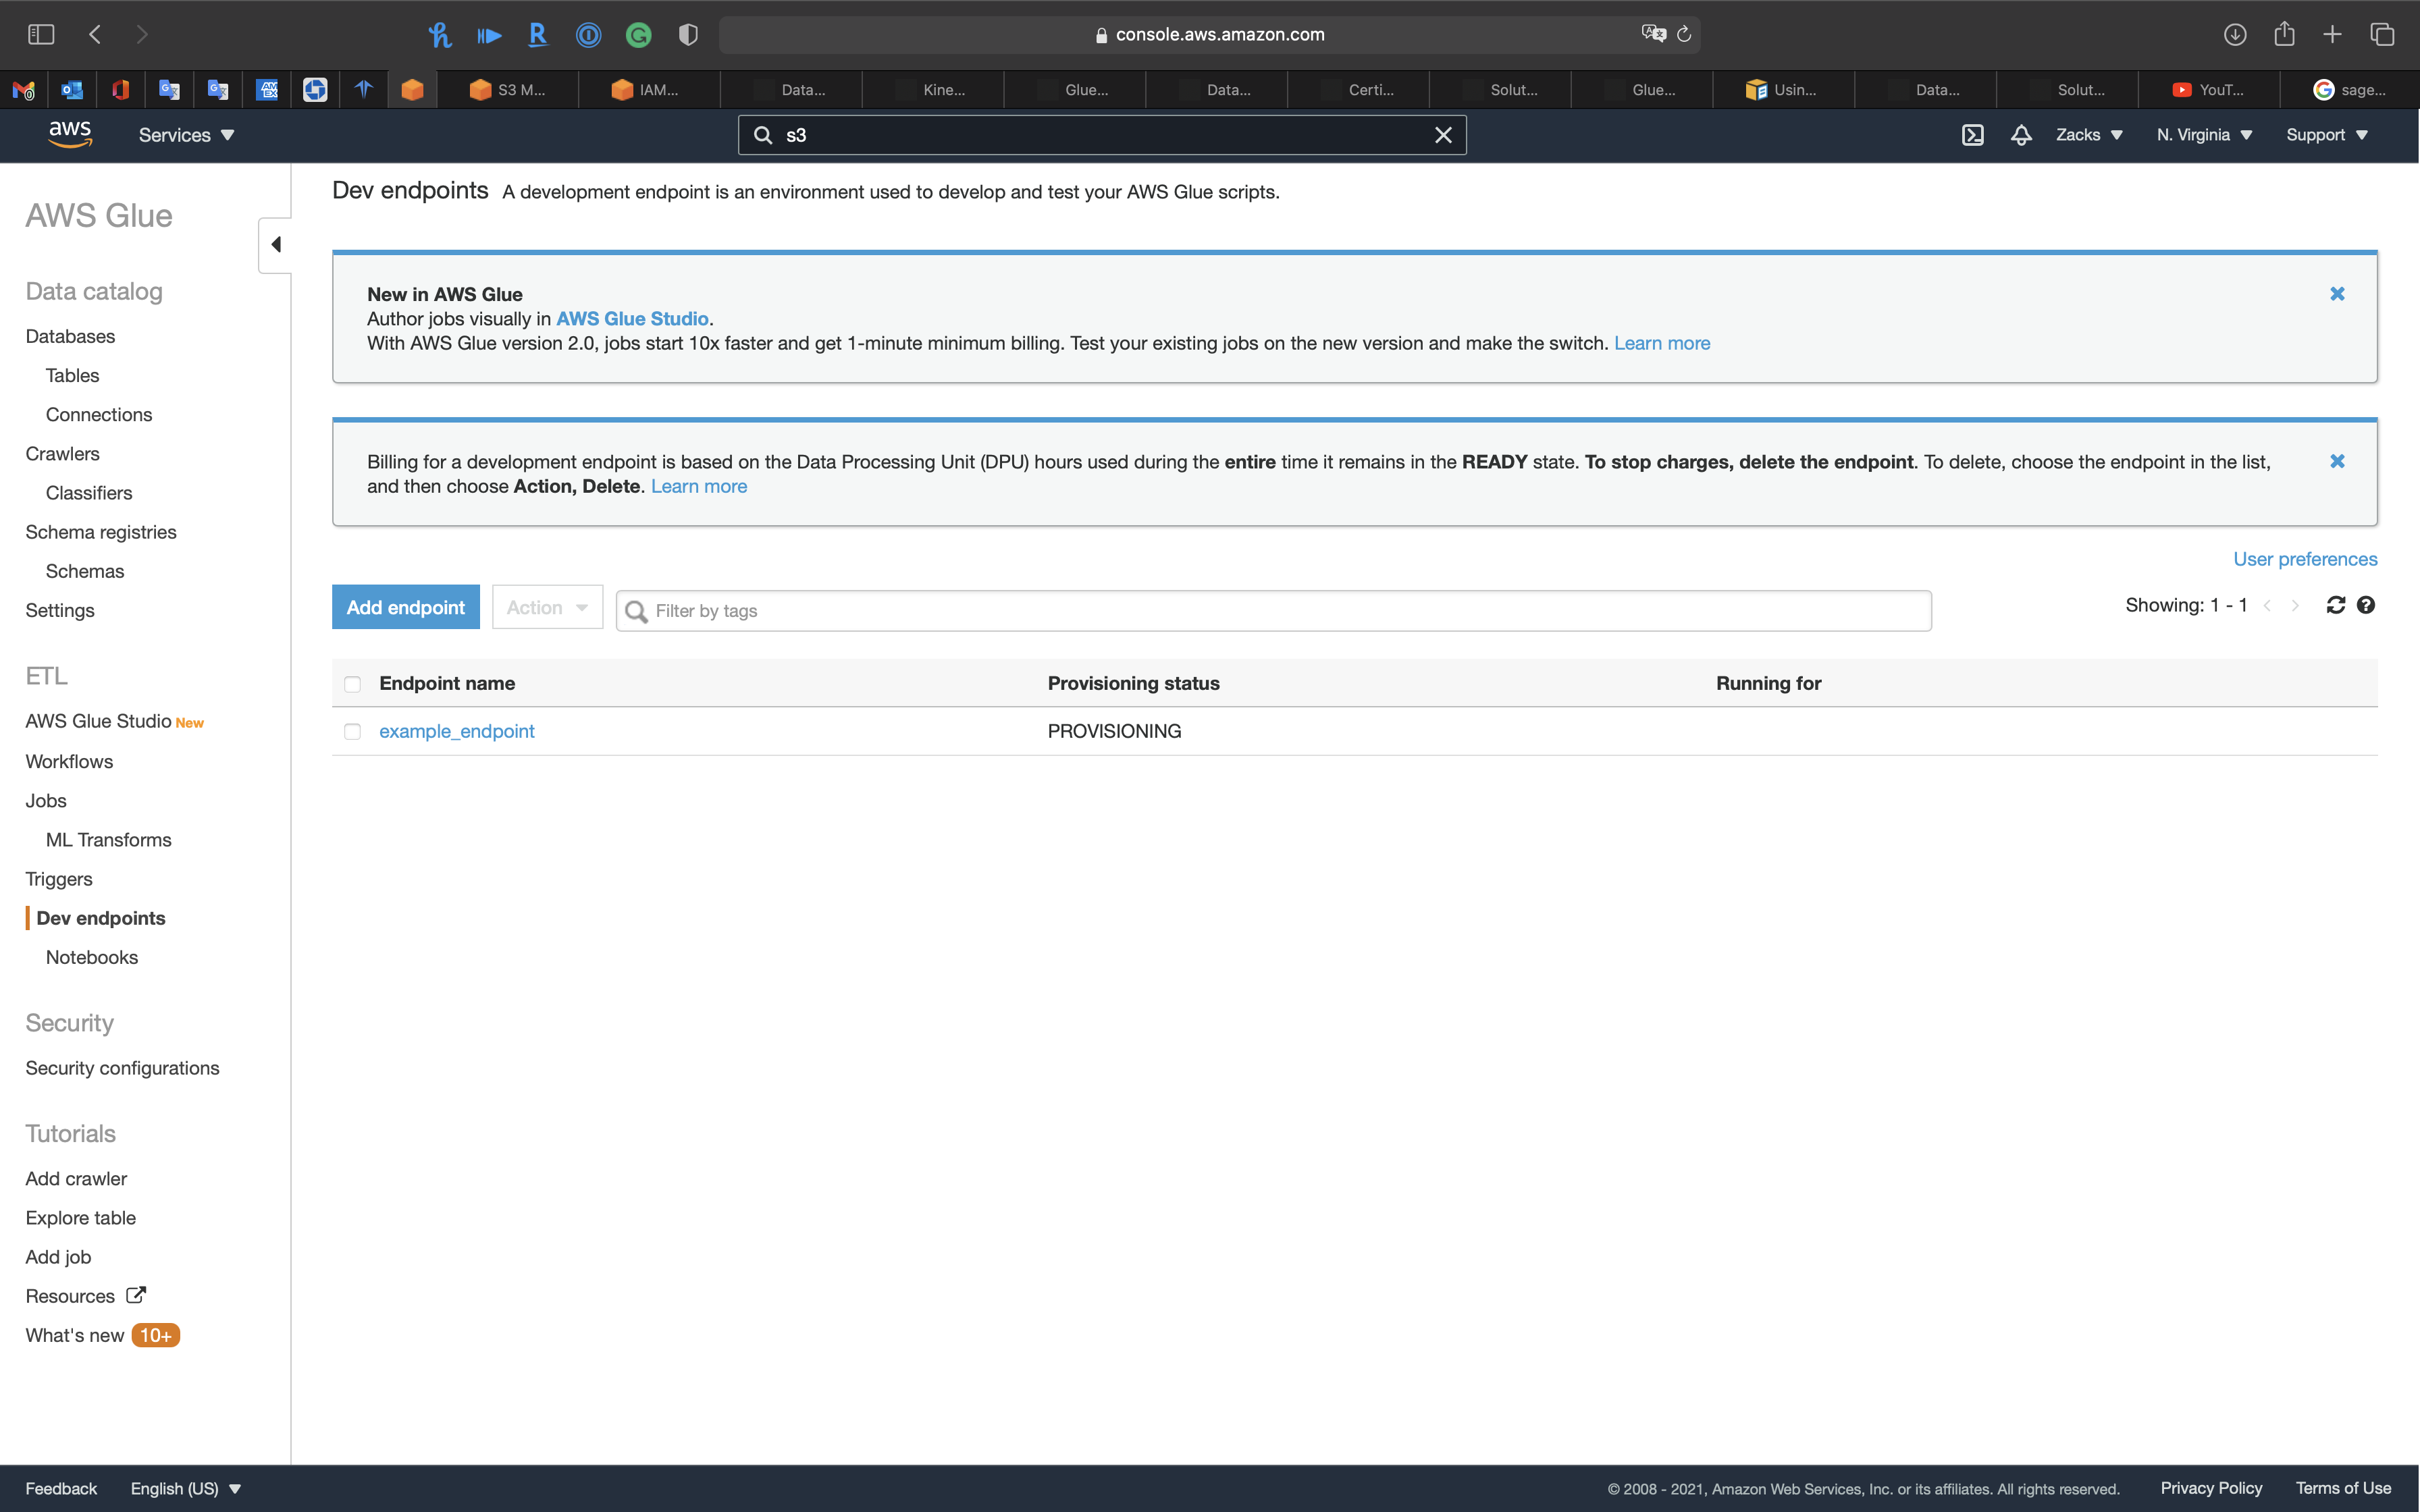 console.aws.amazon.com
S3 M...
IAM...
Data...
Kine...
Glue...
Data...
Certi...
Solut...
Glue...
Usin...
Data...
Solut...
YouT...
sage...
aws
Services
s3
Zacks
N. Virginia
Support
AWS Glue
Data catalog
Databases
Tables
Connections
Crawlers
Classifiers
Schema registries
Schemas
Settings
ETL
AWS Glue Studio New
Workflows
Jobs
ML Transforms
Triggers
Dev endpoints
Notebooks
Security
Security configurations
Tutorials
Add crawler
Explore table
Add job
Resources
What's new 10+
Dev endpoints A development endpoint is an environment used to develop and test your AWS Glue scripts.
New in AWS Glue
Author jobs visually in AWS Glue Studio.
With AWS Glue version 2.0, jobs start 10x faster and get 1-minute minimum billing. Test your existing jobs on the new version and make the switch. Learn more
Billing for a development endpoint is based on the Data Processing Unit (DPU) hours used during the entire time it remains in the READY state. To stop charges, delete the endpoint. To delete, choose the endpoint in the list,
and then choose Action, Delete. Learn more
User preferences
Add endpoint
Action
Filter by tags
Showing: 1 - 1
Endpoint name
Provisioning status
Running for
example_endpoint
PROVISIONING
Feedback
English (US)
© 2008 - 2021, Amazon Web Services, Inc. or its affiliates. All rights reserved.
Privacy Policy
Terms of Use